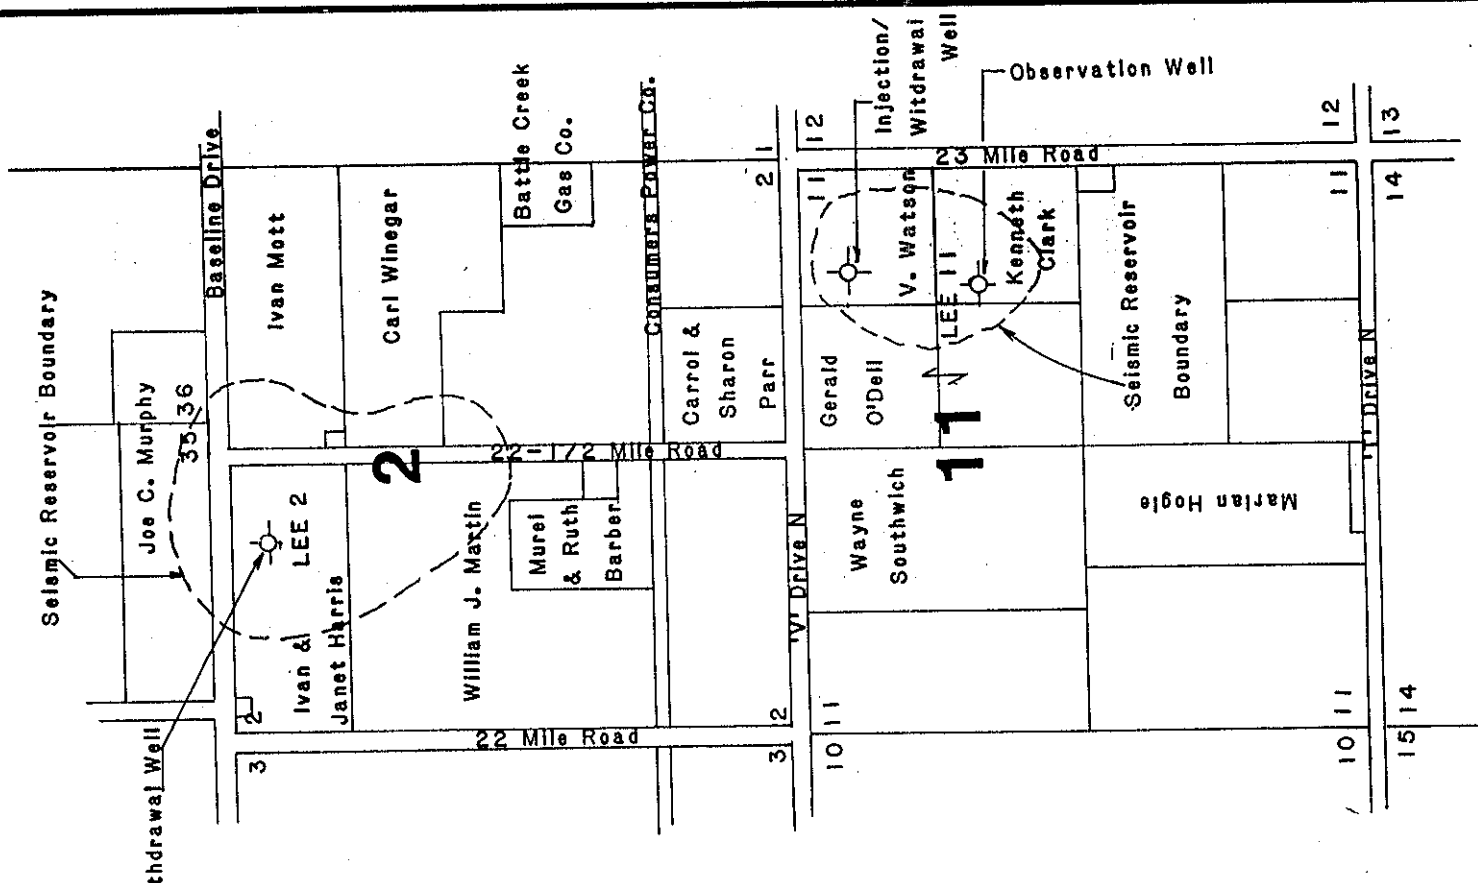 Seismic Reservoir Boundary
Joe C. Murphy
35
36
Baseline Drive
Ivan Mott
Carl Winegar
Battle Creek
Gas Co.
Consumers Power Co.
Carrol &
Sharon
Parr
2
22-1/2 Mile Road
LEE 2
Ivan &
Janet Harris
William J. Martin
Murel
& Ruth
Barber
thdrawal Well
2
3
22 Mile Road
2
3
1
2
12
11
Injection/
Witdrawal
Well
Observation Well
23 Mile Road
V. Watson
LEE 11
Kenneth
Clark
Gerald
O'Dell
11
Seismic Reservoir
Boundary
Wayne
Southwich
Marian Hogle
'V' Drive N
11
10
12
13
11
14
Drive N
11
10
14
15